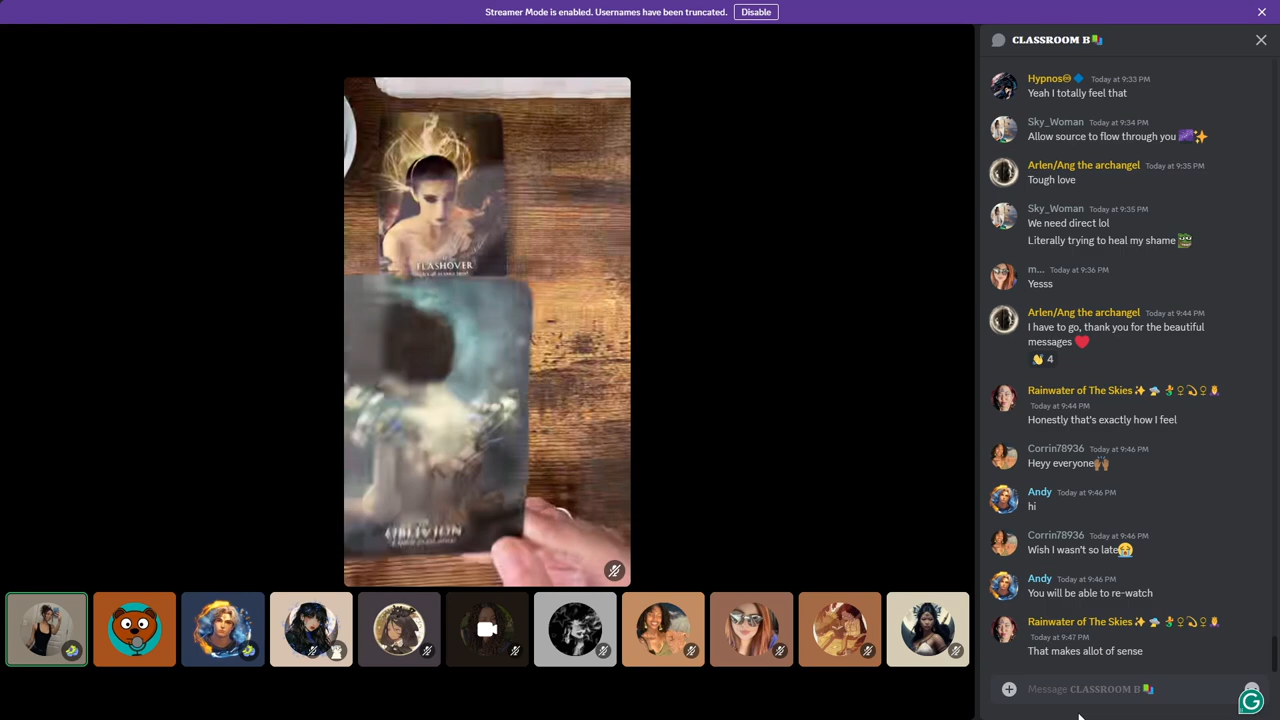 Streamer Mode is enabled. Usernames have been truncated. Disable
CLASSROOM B
Hypnos Today at 9:33 PM
Yeah I totally feel that
Sky_Woman Today at 9:34 PM
Allow source to flow through you
Arlen/Ang the archangel Today at 9:35 PM
Tough love
Sky_Woman Today at 9:35 PM
We need direct lol
Literally trying to heal my shame
m... Today at 9:36 PM
Yesss
Arlen/Ang the archangel Today at 9:44 PM
I have to go, thank you for the beautiful
messages
4
Rainwater of The Skies
Today at 9:44 PM
Honestly that's exactly how I feel
Corrin78936 Today at 9:46 PM
Heyy everyone
Andy Today at 9:46 PM
hi
Corrin78936 Today at 9:46 PM
Wish I wasn't so late
Andy Today at 9:46 PM
You will be able to re-watch
Rainwater of The Skies
Today at 9:47 PM
That makes allot of sense
Message CLASSROOM B
FLASHOVER
OBLIVION